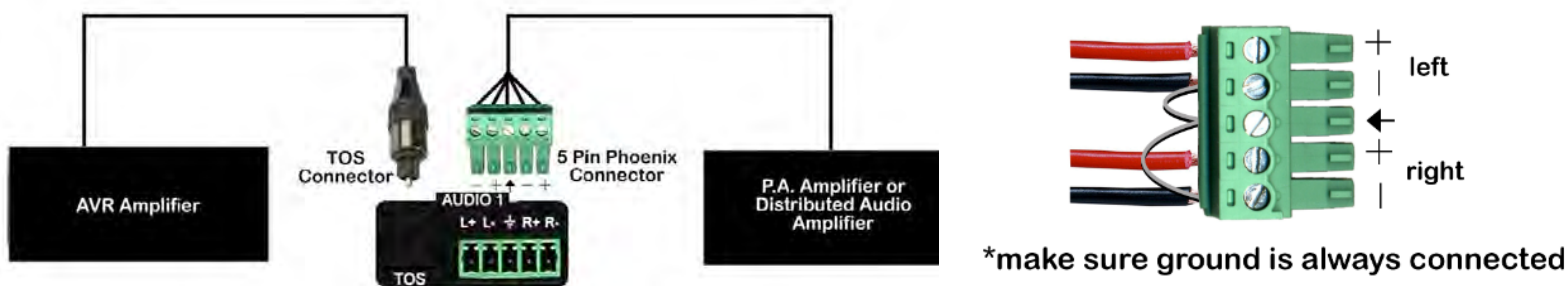 AVR Amplifier
TOS
Connector
5 Pin Phoenix
Connector
- + - +
AUDIO 1
L+ L- R+ R-
TOS
P.A. Amplifier or
Distributed Audio
Amplifier
+
left
-
+
right
-
*make sure ground is always connected